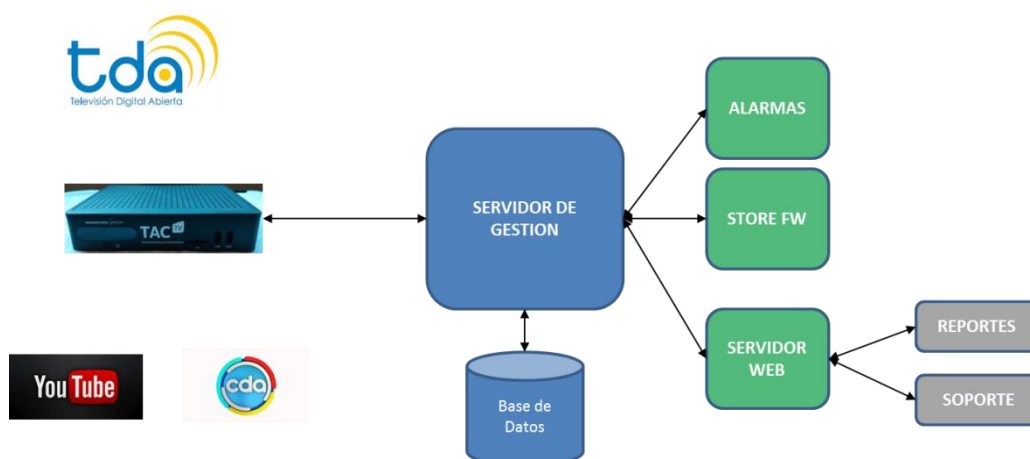 tda
Televisión Digital Abierta
TAC TV
YouTube
cda
SERVIDOR DE
GESTION
Base de
Datos
ALARMAS
STORE FW
SERVIDOR
WEB
REPORTES
SOPORTE